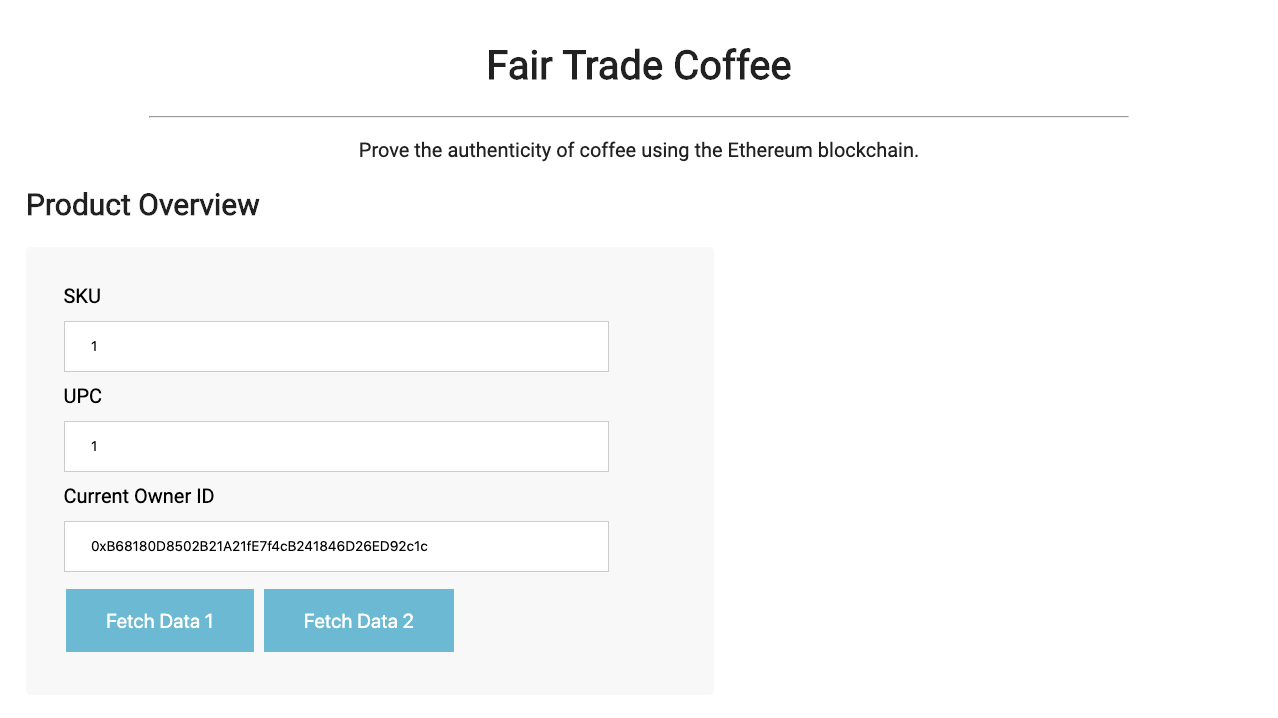 Fair Trade Coffee
Prove the authenticity of coffee using the Ethereum blockchain.
Product Overview
SKU
1
UPC
1
Current Owner ID
0xB68180D8502B21A21fE7f4cB241846D26ED92c1c
Fetch Data 1
Fetch Data 2